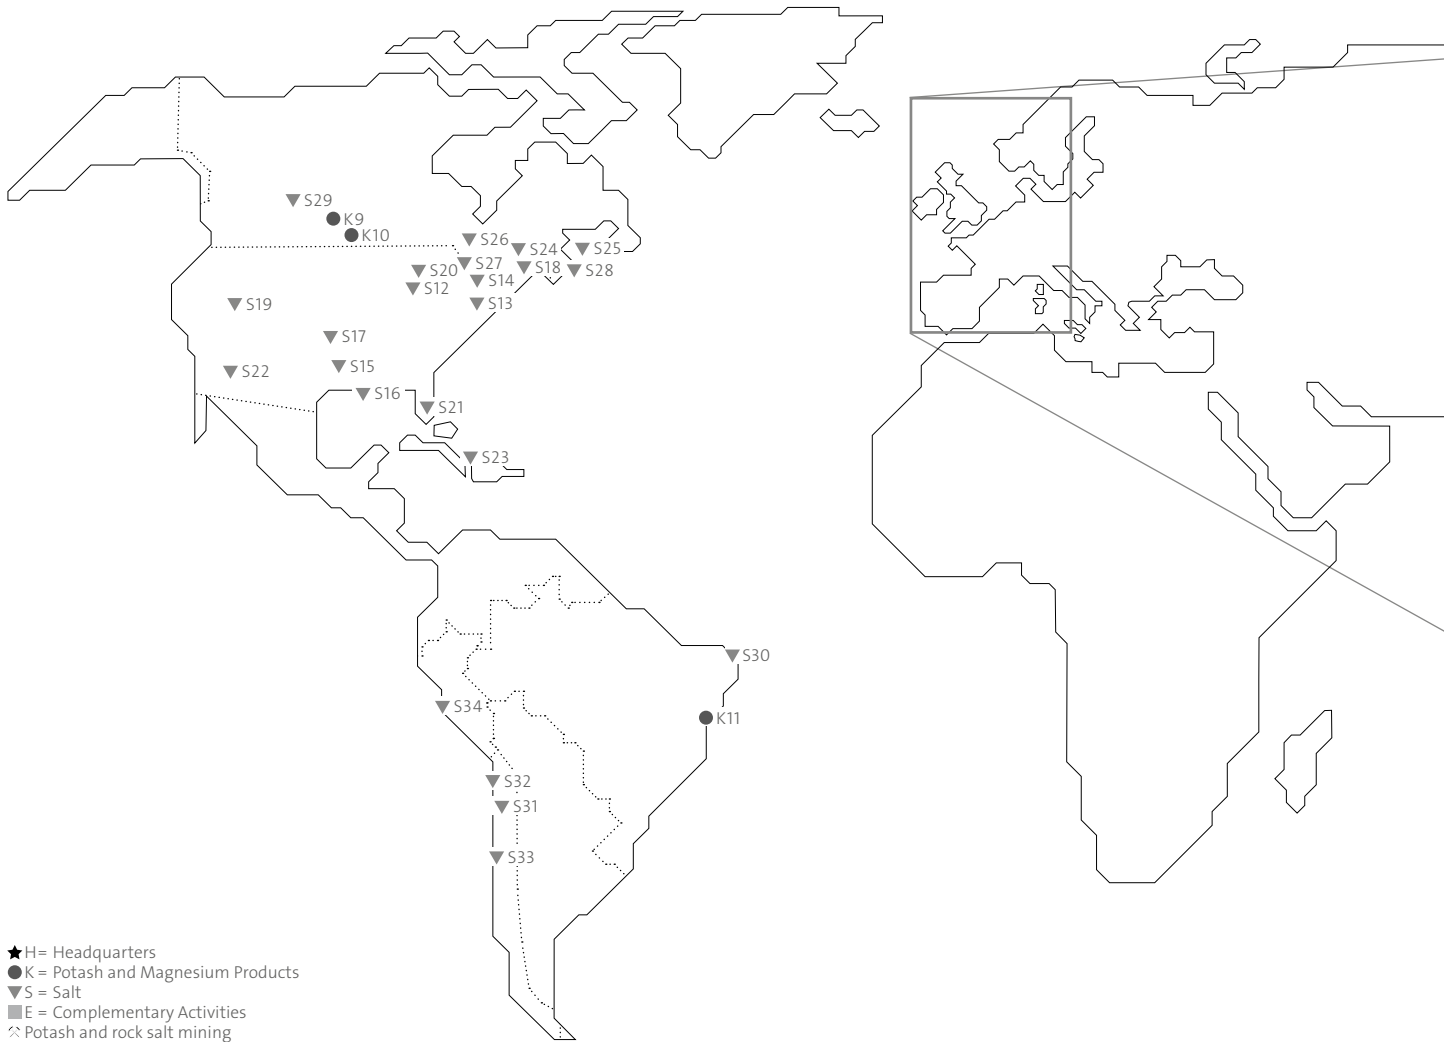 S29
K9
K10
S26
S24
S25
S20
S27
S18
S28
S14
S12
S19
S13
S17
S15
S22
S16
S21
S23
S30
S34
K11
S32
S31
S33
H= Headquarters
K = Potash and Magnesium Products
S = Salt
E = Complementary Activities
Potash and rock salt mining